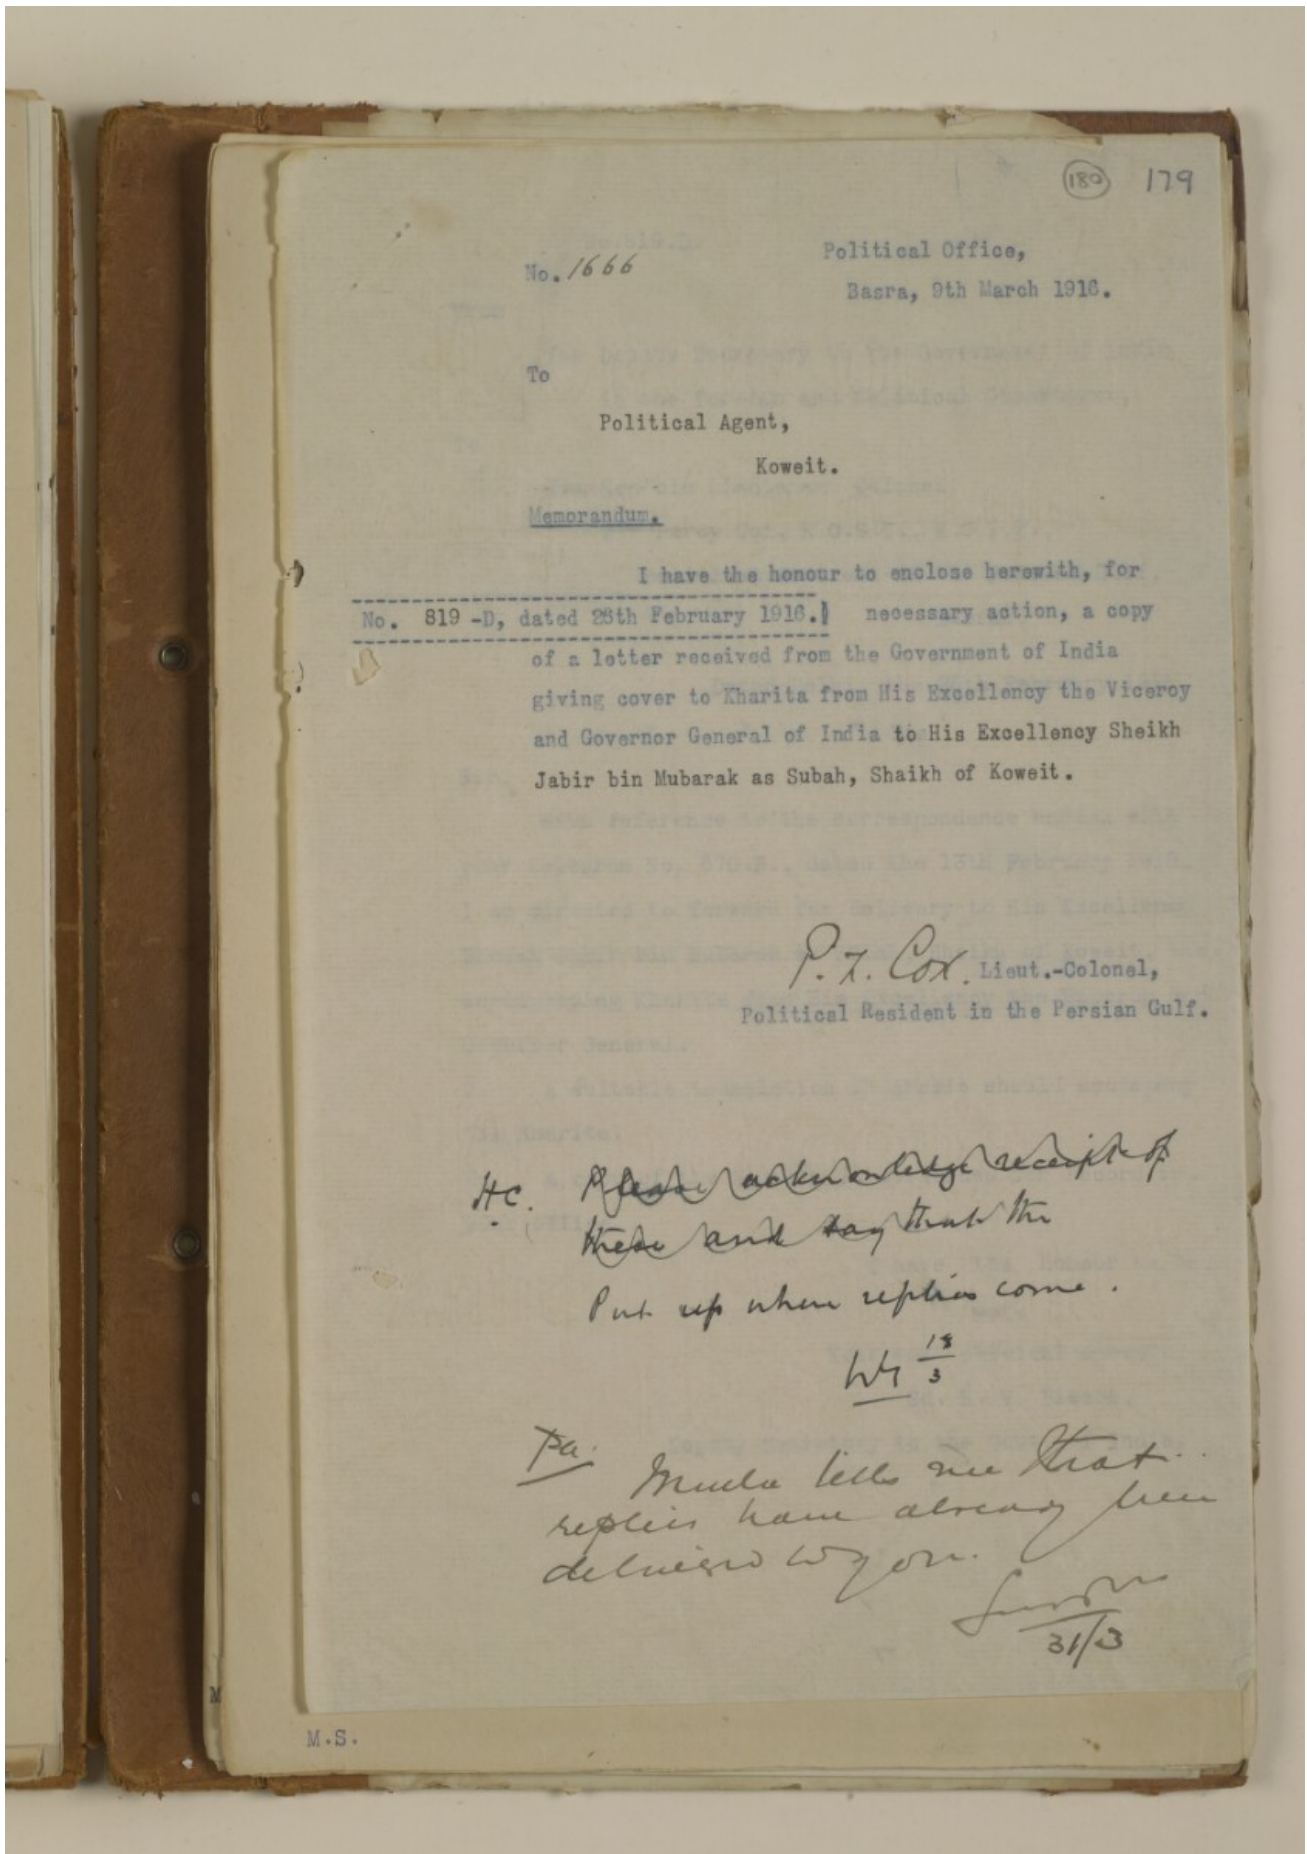 180 179
No. 1666
Political Office,
Basra, 9th March 1916.
To
Political Agent,
Koweit.
Memorandum.
I have the honour to enclose herewith, for
No. 819 -D, dated 26th February 1916. necessary action, a copy
of a letter received from the Government of India
giving cover to Kharita from His Excellency the Viceroy
and Governor General of India to His Excellency Sheikh
Jabir bin Mubarak as Subah, Shaikh of Koweit.
P. Z. Cox. Lieut.-Colonel,
Political Resident in the Persian Gulf.
H.C. Please acknowledge receipt of
these and say that the
Put up when replies come.
18/3
P.A.
tells me that
replies have already been
delivered to you.
31/3
M.S.